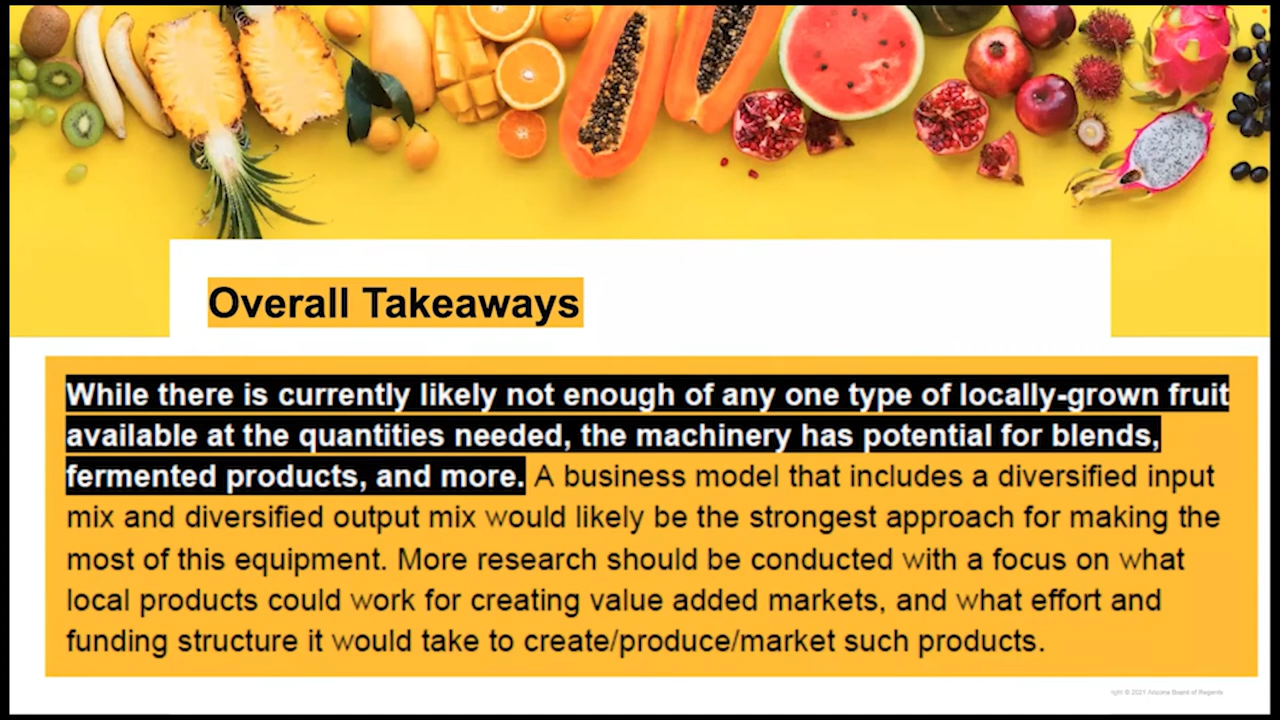 Overall Takeaways
While there is currently likely not enough of any one type of locally-grown fruit
available at the quantities needed, the machinery has potential for blends,
fermented products, and more. A business model that includes a diversified input
mix and diversified output mix would likely be the strongest approach for making the
most of this equipment. More research should be conducted with a focus on what
local products could work for creating value added markets, and what effort and
funding structure it would take to create/produce/market such products.
right © 2021 Arizona Board of Regents